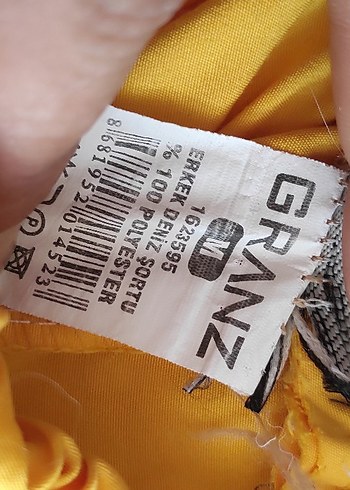 GRANZ
M
1623595
ERKEK DENİZ ŞORTU
% 100 POLYESTER
8681952014523
P